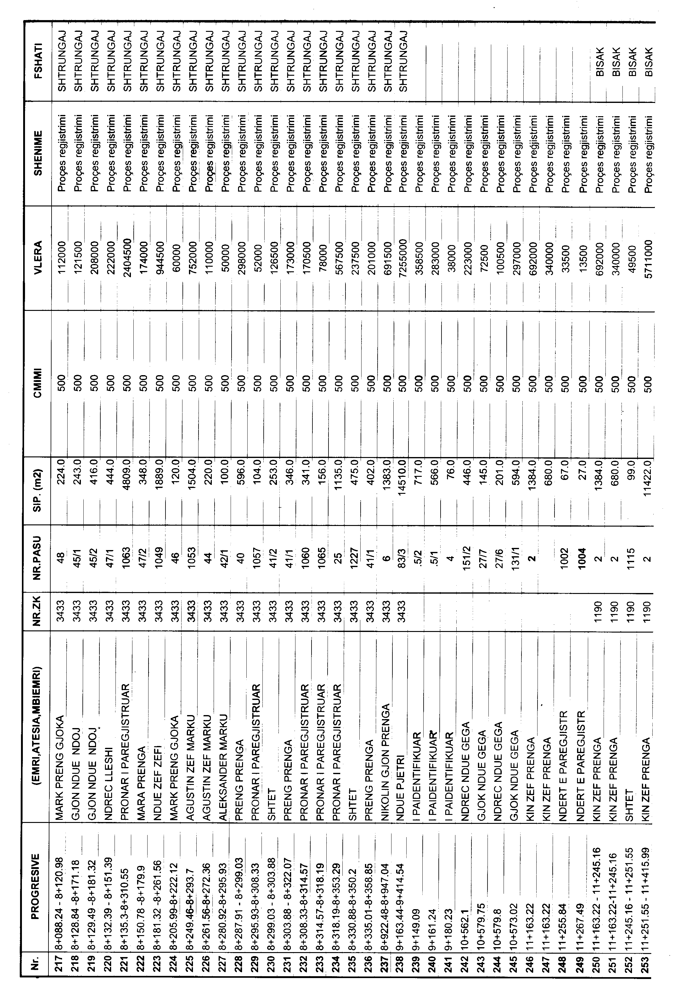 Nr. PROGRESIVE (EMRI,ATESIA,MBIEMRI) NR.ZK NR.PASU SIP. (m2) CMIMI VLERA SHENIME FSHATI
217 8+088.24 - 8+120.98 MARK PRENG GJOKA 3433 48 224.0 500 112000 Proçes regjistrimi SHTRUNGAJ
218 8+128.84 -8+171.18 GJON NDUE NDOJ 3433 45/1 243.0 500 121500 Proçes regjistrimi SHTRUNGAJ
219 8+129.49 -8+181.32 GJON NDUE NDOJ 3433 45/2 416.0 500 208000 Proçes regjistrimi SHTRUNGAJ
220 8+132.39 - 8+151.39 NDREC LLESHI 3433 47/1 444.0 500 222000 Proçes regjistrimi SHTRUNGAJ
221 8+135.3-8+310.55 PRONAR I PAREGJISTRUAR 3433 1063 4809.0 500 2404500 Proçes regjistrimi SHTRUNGAJ
222 8+150.78 -8+179.9 MARA PRENGA 3433 47/2 348.0 500 174000 Proçes regjistrimi SHTRUNGAJ
223 8+181.32 -8+261.56 NDUE ZEF ZEFI 3433 1049 1889.0 500 944500 Proçes regjistrimi SHTRUNGAJ
224 8+205.99-8+222.12 MARK PRENG GJOKA 3433 46 120.0 500 60000 Proçes regjistrimi SHTRUNGAJ
225 8+249.46-8+293.7 AGUSTIN ZEF MARKU 3433 1053 1504.0 500 752000 Proçes regjistrimi SHTRUNGAJ
226 8+261.56-8+272.36 AGUSTIN ZEF MARKU 3433 44 220.0 500 110000 Proçes regjistrimi SHTRUNGAJ
227 8+280.92-8+295.93 ALEKSANDER MARKU 3433 42/1 100.0 500 50000 Proçes regjistrimi SHTRUNGAJ
228 8+287.91 - 8+299.03 PRENG PRENGA 3433 40 596.0 500 298000 Proçes regjistrimi SHTRUNGAJ
229 8+295.93-8+308.33 PRONAR I PAREGJISTRUAR 3433 1057 104.0 500 52000 Proçes regjistrimi SHTRUNGAJ
230 8+299.03 - 8+303.88 SHTET 3433 41/2 253.0 500 126500 Proçes regjistrimi SHTRUNGAJ
231 8+303.88 - 8+322.07 PRENG PRENGA 3433 41/1 346.0 500 173000 Proçes regjistrimi SHTRUNGAJ
232 8+308.33-8+314.57 PRONAR I PAREGJISTRUAR 3433 1060 341.0 500 170500 Proçes regjistrimi SHTRUNGAJ
233 8+314.57-8+318.19 PRONAR I PAREGJISTRUAR 3433 1065 156.0 500 78000 Proçes regjistrimi SHTRUNGAJ
234 8+318.19-8+353.29 PRONAR I PAREGJISTRUAR 3433 25 1135.0 500 567500 Proçes regjistrimi SHTRUNGAJ
235 8+330.88-8+350.2 SHTET 3433 1227 475.0 500 237500 Proçes regjistrimi SHTRUNGAJ
236 8+335.01-8+358.85 PRENG PRENGA 3433 41/1 402.0 500 201000 Proçes regjistrimi SHTRUNGAJ
237 8+922.48-8+947.04 NIKOLIN GJON PRENGA 3433 6 1383.0 500 691500 Proçes regjistrimi SHTRUNGAJ
238 9+163.44-9+414.54 NDUE PJETRI 3433 83/3 14510.0 500 7255000 Proçes regjistrimi SHTRUNGAJ
239 9+149.09 I PAIDENTIFIKUAR .5/2 717.0 500 358500 Proçes regjistrimi
240 9+161.24 I PAIDENTIFIKUAR .5/1 566.0 500 283000 Proçes regjistrimi
241 9+180.23 I PAIDENTIFIKUAR 4 76.0 500 38000 Proçes regjistrimi
242 10+562.1 NDREC NDUE GEGA 151/2 446.0 500 223000 Proçes regjistrimi
243 10+579.75 GJOK NDUE GEGA 27/7 145.0 500 72500 Proçes regjistrimi
244 10+579.8 NDREC NDUE GEGA 27/6 201.0 500 100500 Proçes regjistrimi
245 10+573.02 GJOK NDUE GEGA 131/1 594.0 500 297000 Proçes regjistrimi
246 11+163.22 KIN ZEF PRENGA 2 1384.0 500 692000 Proçes regjistrimi
247 11+163.22 KIN ZEF PRENGA 680.0 500 340000 Proçes regjistrimi
248 11+255.84 NDERT E PAREGJISTR 1002 67.0 500 33500 Proçes regjistrimi
249 11+267.49 NDERT E PAREGJISTR 1004 27.0 500 13500 Proçes regjistrimi
250 11+163.22 - 11+245.16 KIN ZEF PRENGA 1190 2 1384.0 500 692000 Proçes regjistrimi BISAK
251 11+163.22-11+245.16 KIN ZEF PRENGA 1190 2 680.0 500 340000 Proçes regjistrimi BISAK
252 11+245.16 - 11+251.55 SHTET 1190 1115 99.0 500 49500 Proçes regjistrimi BISAK
253 11+251.55 - 11+415.99 KIN ZEF PRENGA 1190 2 11422.0 500 5711000 Proçes regjistrimi BISAK